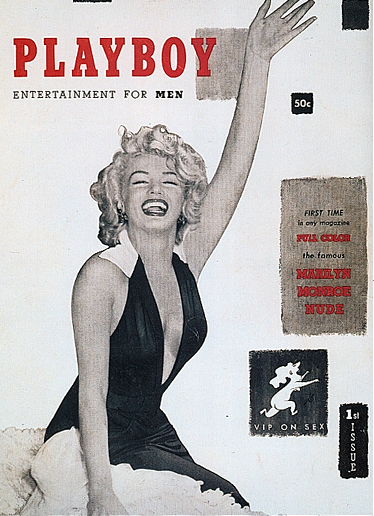 PLAYBOY
ENTERTAINMENT FOR MEN
50c
FIRST TIME
in any magazine
FULL COLOR
the famous
MARILYN
MONROE
NUDE
VIP ON SEX
1st
ISSUE